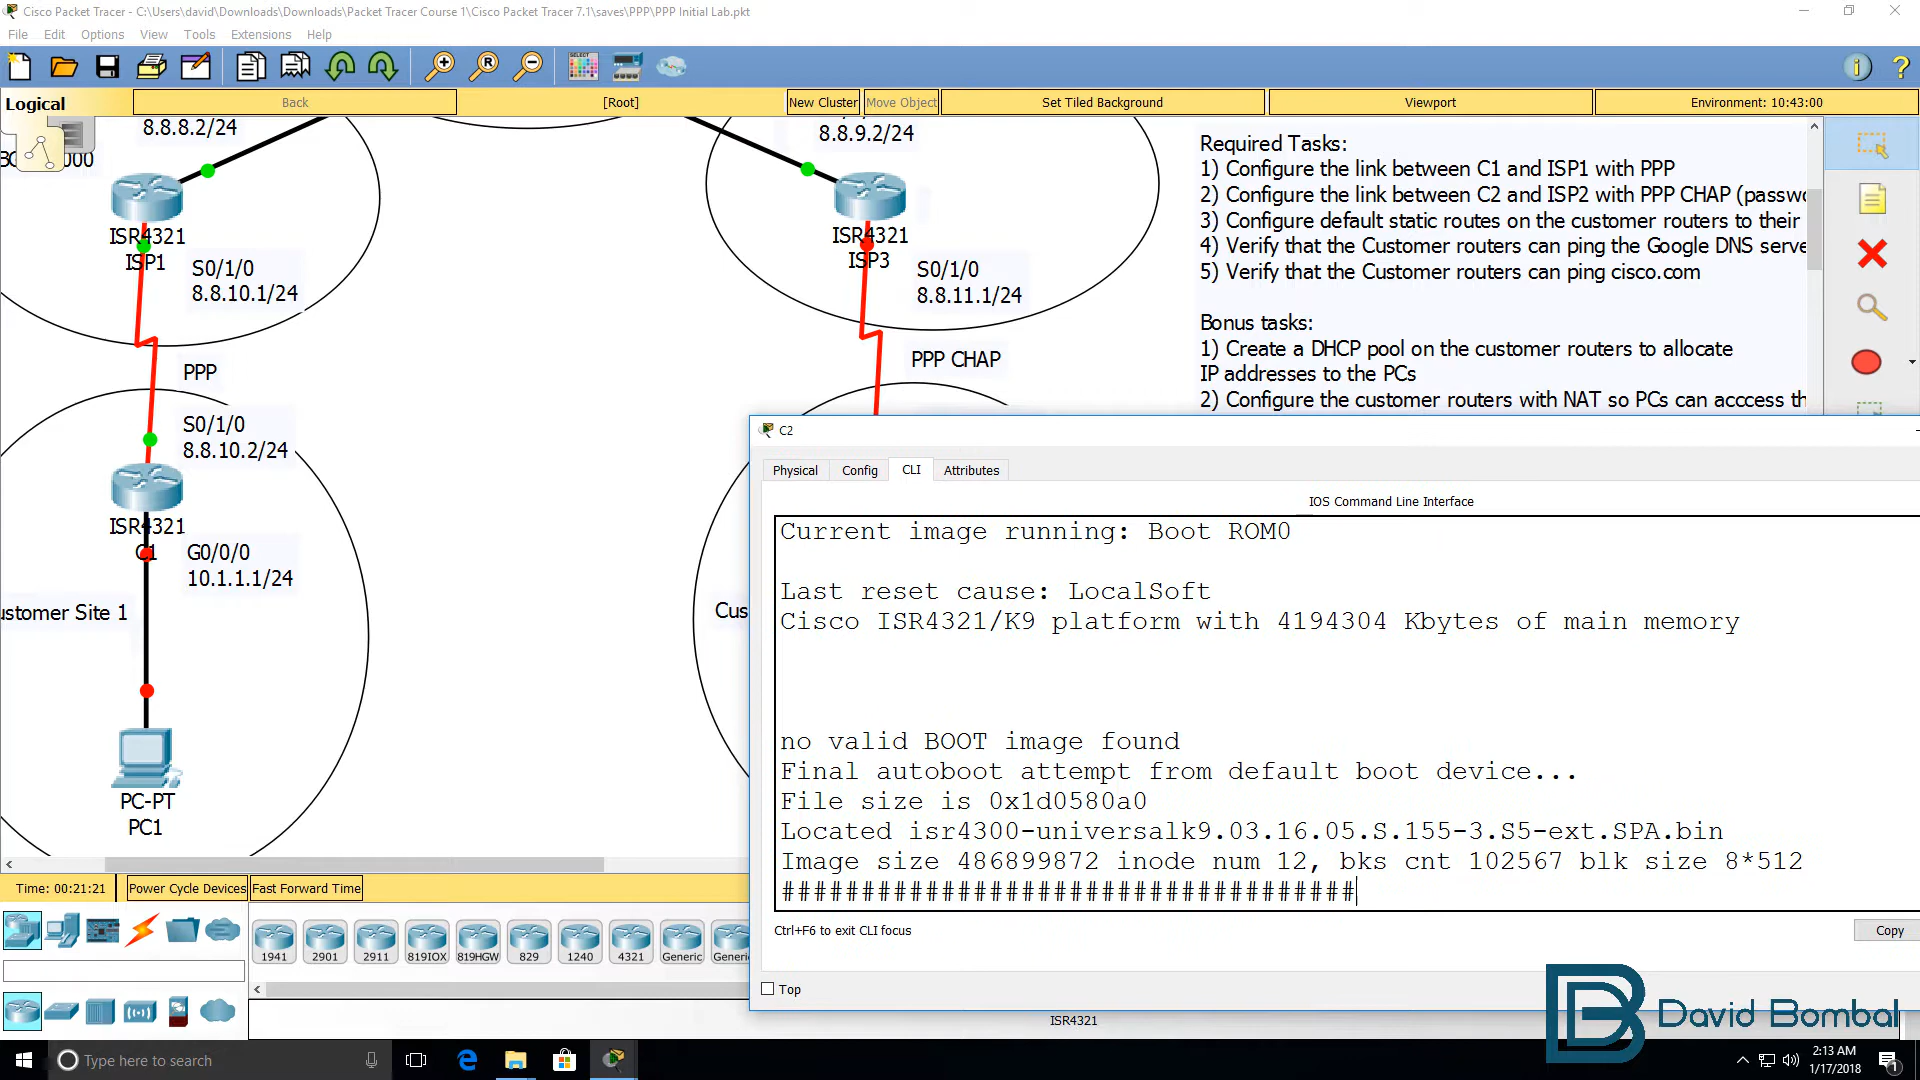 Cisco Packet Tracer - C:\Users\david\Downloads\Downloads\Packet Tracer Course 1\Cisco Packet Tracer 7.1\saves\PPP\PPP Initial Lab.pkt
File Edit Options View Tools Extensions Help
Logical Back [Root] New Cluster Move Object Set Tiled Background Viewport Environment: 10:43:00
8.8.8.2/24
000
8.8.9.2/24
ISR4321
ISP1
S0/1/0
8.8.10.1/24
ISR4321
ISP3
S0/1/0
8.8.11.1/24
PPP
PPP CHAP
S0/1/0
8.8.10.2/24
ISR4321
C1
G0/0/0
10.1.1.1/24
ustomer Site 1
Cus
PC-PT
PC1
Required Tasks:
1) Configure the link between C1 and ISP1 with PPP
2) Configure the link between C2 and ISP2 with PPP CHAP (passwo
3) Configure default static routes on the customer routers to their
4) Verify that the Customer routers can ping the Google DNS serve
5) Verify that the Customer routers can ping cisco.com
Bonus tasks:
1) Create a DHCP pool on the customer routers to allocate
IP addresses to the PCs
2) Configure the customer routers with NAT so PCs can acccess th
C2
Physical Config CLI Attributes
IOS Command Line Interface
Current image running: Boot ROM0
Last reset cause: LocalSoft
Cisco ISR4321/K9 platform with 4194304 Kbytes of main memory
no valid BOOT image found
Final autoboot attempt from default boot device...
File size is 0x1d0580a0
Located isr4300-universalk9.03.16.05.S.155-3.S5-ext.SPA.bin
Image size 486899872 inode num 12, bks cnt 102567 blk size 8*512
####################################
Ctrl+F6 to exit CLI focus
Copy
Top
Time: 00:21:21 Power Cycle Devices Fast Forward Time
1941 2901 2911 819IOX 819HGW 829 1240 4321 Generic Generi
ISR4321
David Bombal
Type here to search
2:13 AM
1/17/2018